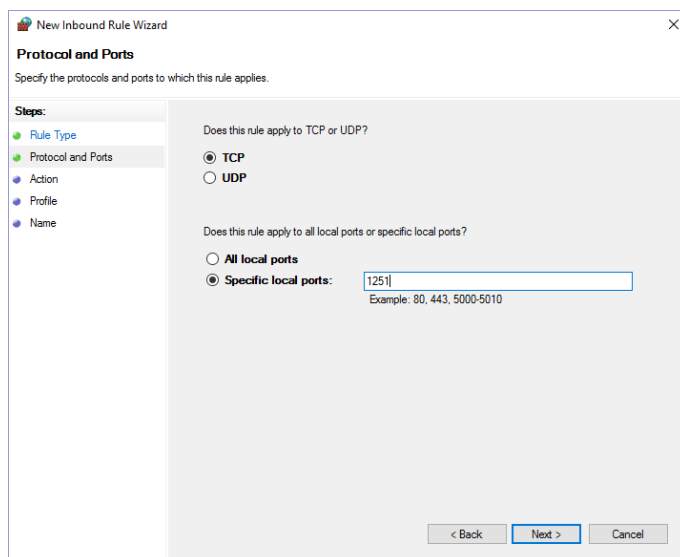 New Inbound Rule Wizard
Protocol and Ports
Specify the protocols and ports to which this rule applies.
Steps:
Rule Type
Protocol and Ports
Action
Profile
Name
Does this rule apply to TCP or UDP?
TCP
UDP
Does this rule apply to all local ports or specific local ports?
All local ports
Specific local ports:
1251
Example: 80, 443, 5000-5010
< Back
Next >
Cancel